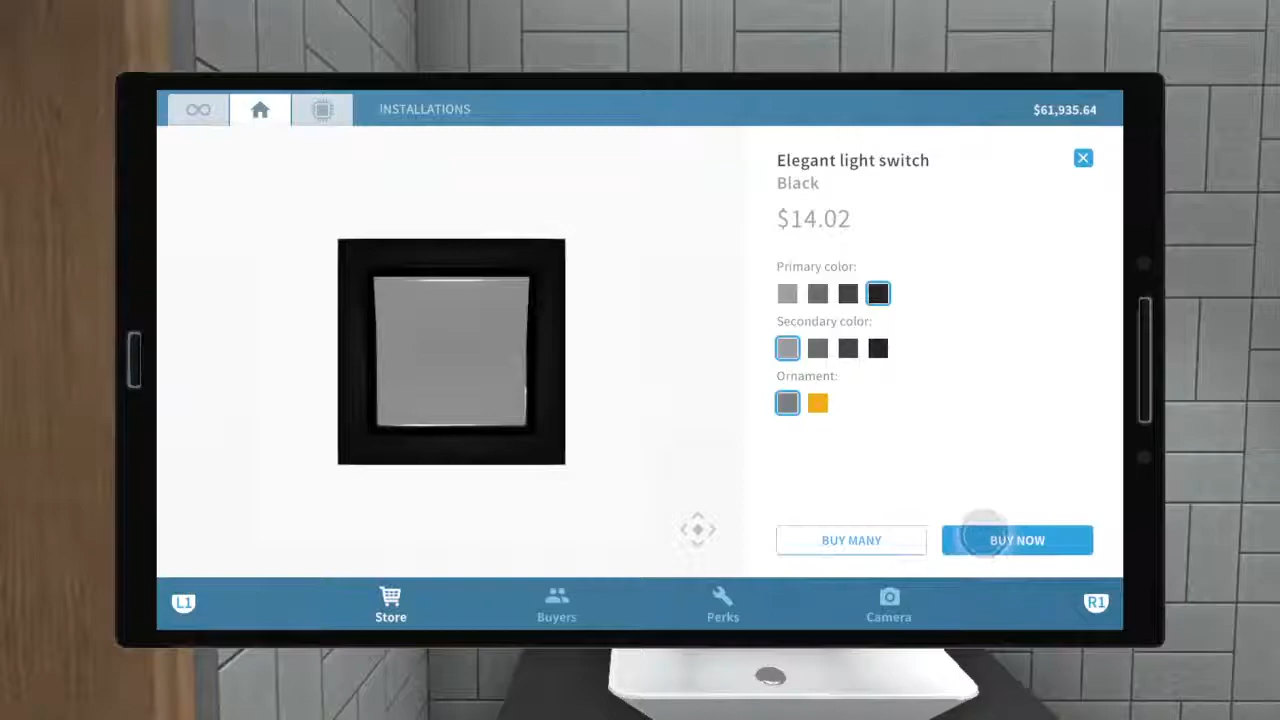 INSTALLATIONS
$61,935.64
Elegant light switch
Black
$14.02
Primary color:
Secondary color:
Ornament:
BUY MANY
BUY NOW
L1
Store
Buyers
Perks
Camera
R1